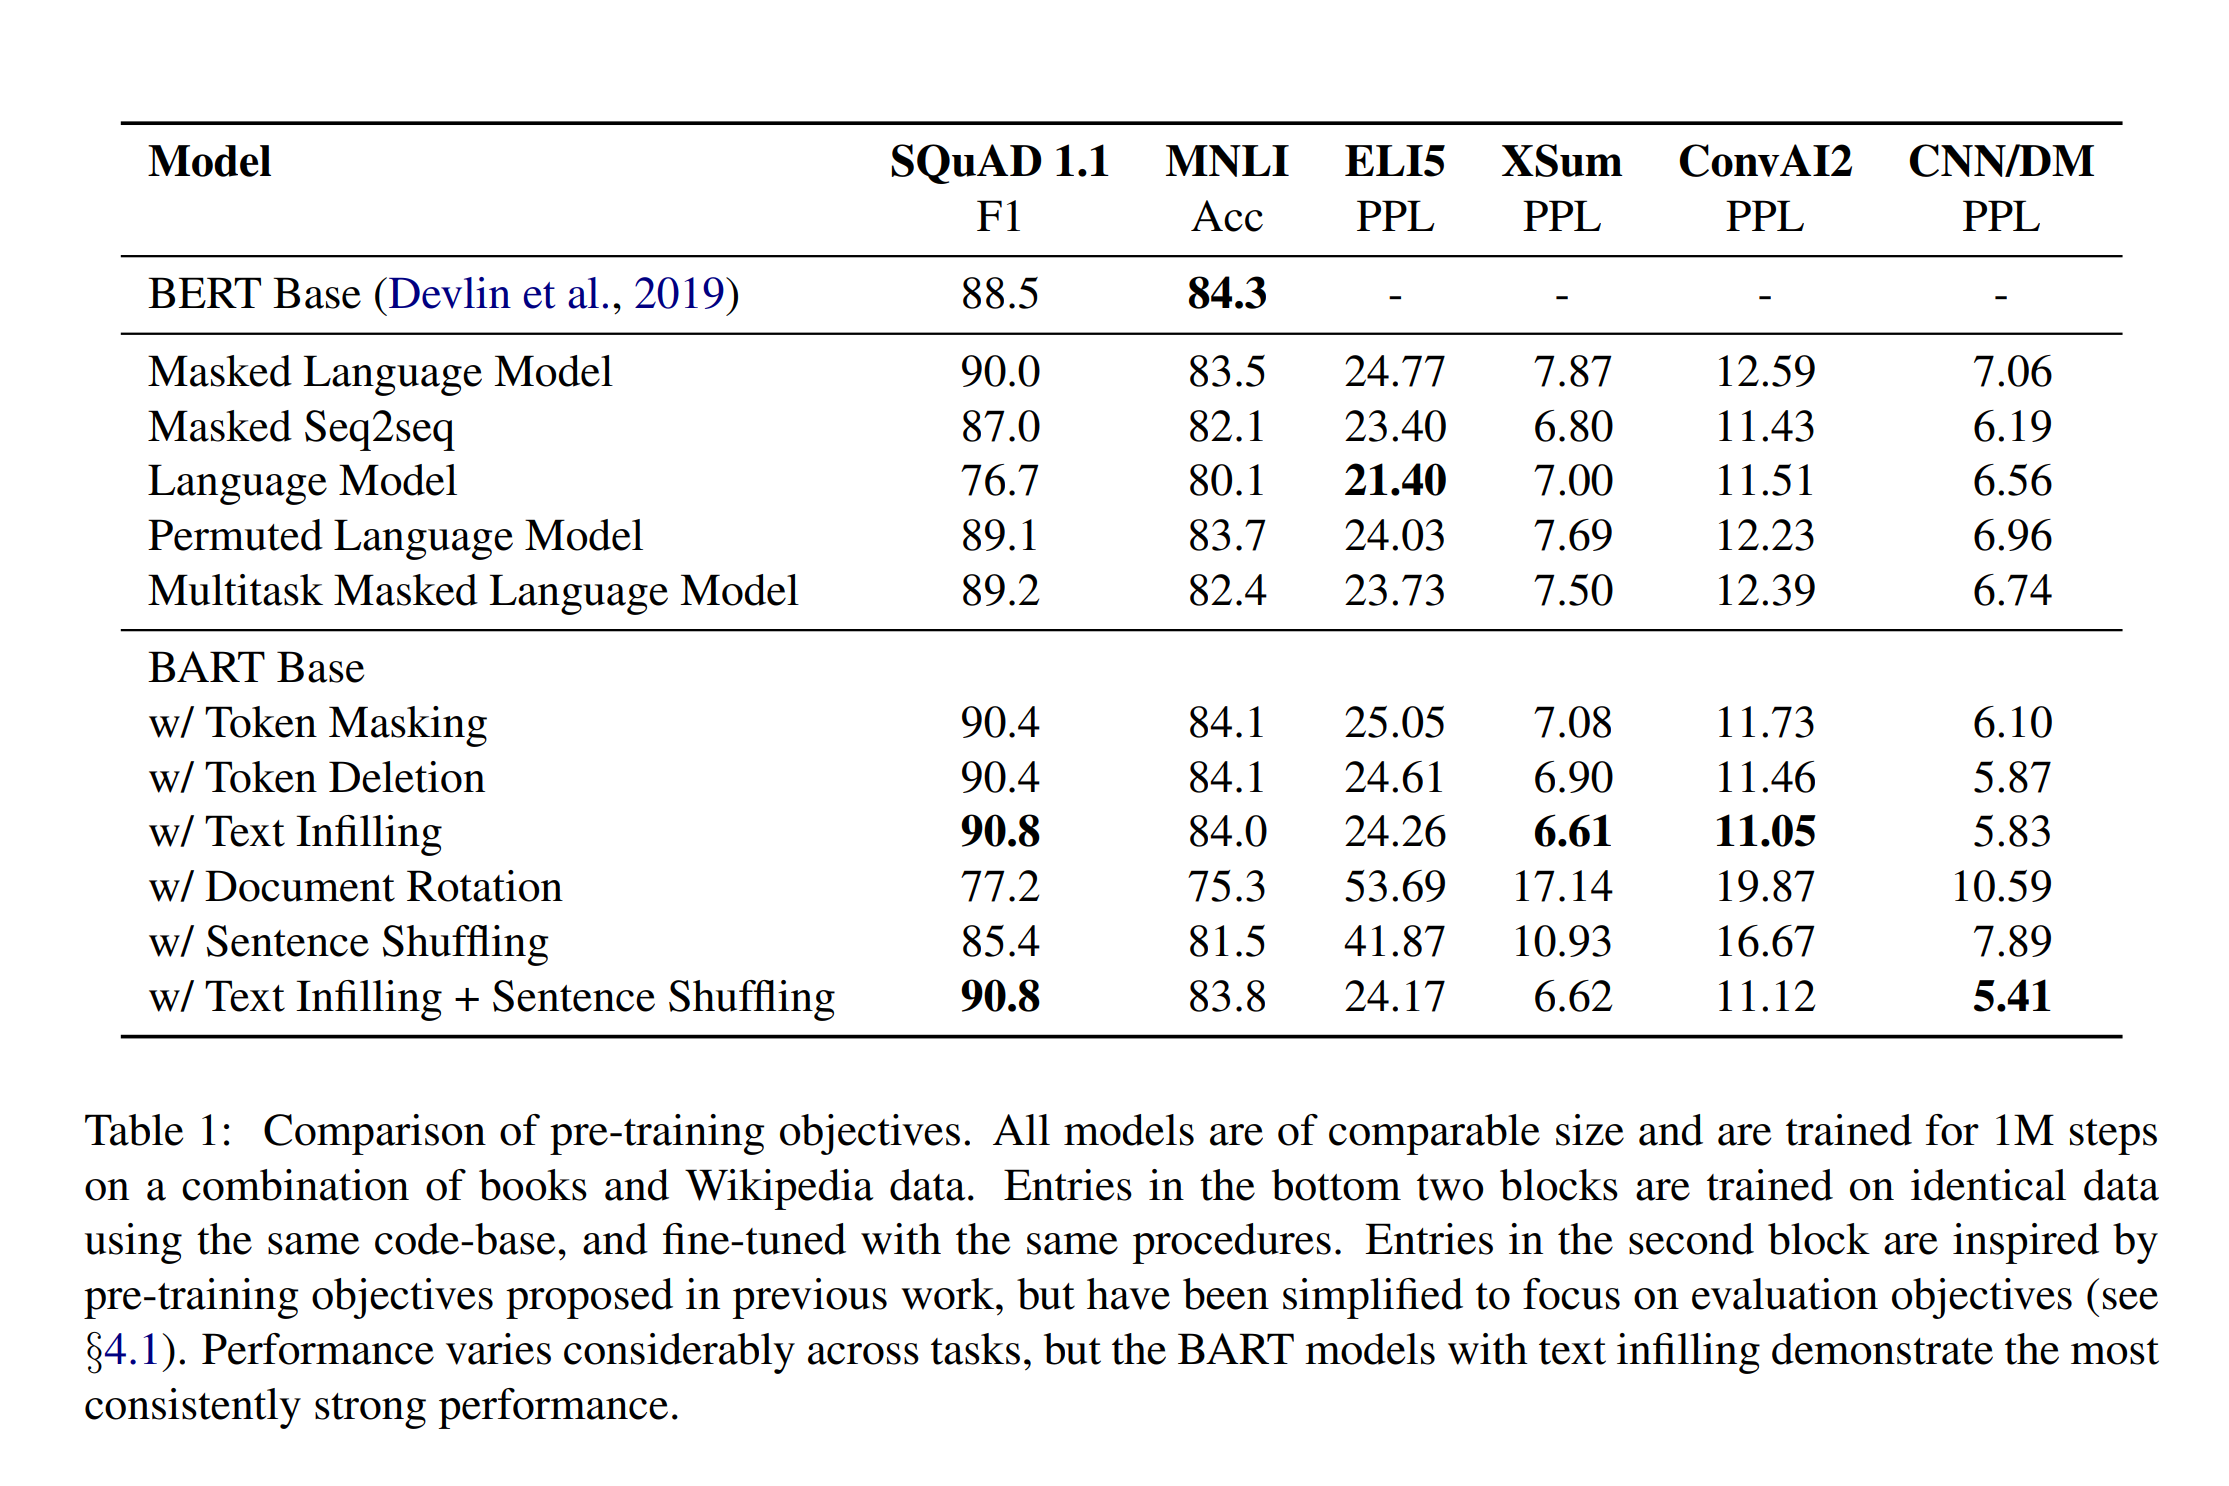 Model SQuAD 1.1 MNLI ELI5 XSum ConvAI2 CNN/DM
F1 Acc PPL PPL PPL PPL
BERT Base (Devlin et al., 2019) 88.5 84.3 - - - -
Masked Language Model 90.0 83.5 24.77 7.87 12.59 7.06
Masked Seq2seq 87.0 82.1 23.40 6.80 11.43 6.19
Language Model 76.7 80.1 21.40 7.00 11.51 6.56
Permuted Language Model 89.1 83.7 24.03 7.69 12.23 6.96
Multitask Masked Language Model 89.2 82.4 23.73 7.50 12.39 6.74
BART Base
w/ Token Masking 90.4 84.1 25.05 7.08 11.73 6.10
w/ Token Deletion 90.4 84.1 24.61 6.90 11.46 5.87
w/ Text Infilling 90.8 84.0 24.26 6.61 11.05 5.83
w/ Document Rotation 77.2 75.3 53.69 17.14 19.87 10.59
w/ Sentence Shuffling 85.4 81.5 41.87 10.93 16.67 7.89
w/ Text Infilling + Sentence Shuffling 90.8 83.8 24.17 6.62 11.12 5.41
Table 1: Comparison of pre-training objectives. All models are of comparable size and are trained for 1M steps
on a combination of books and Wikipedia data. Entries in the bottom two blocks are trained on identical data
using the same code-base, and fine-tuned with the same procedures. Entries in the second block are inspired by
pre-training objectives proposed in previous work, but have been simplified to focus on evaluation objectives (see
§4.1). Performance varies considerably across tasks, but the BART models with text infilling demonstrate the most
consistently strong performance.